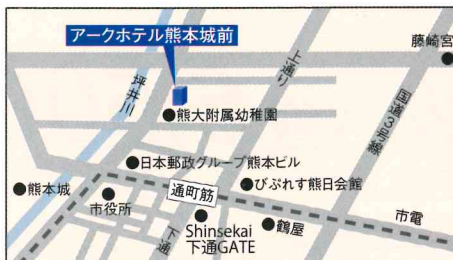 アークホテル熊本城前
藤崎宮
坪井川
上通り
国道3号線
熊大附属幼稚園
日本郵政グループ熊本ビル
熊本城
市役所
通町筋
びぷれす熊日会館
市電
鶴屋
Shinsekai
下通GATE
下通